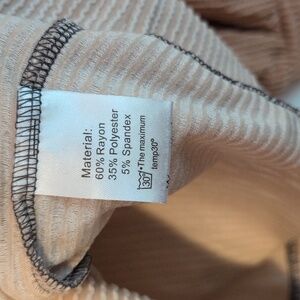 Material:
60% Rayon
35% Polyester
5% Spandex
•The maximum
temp30°
30°